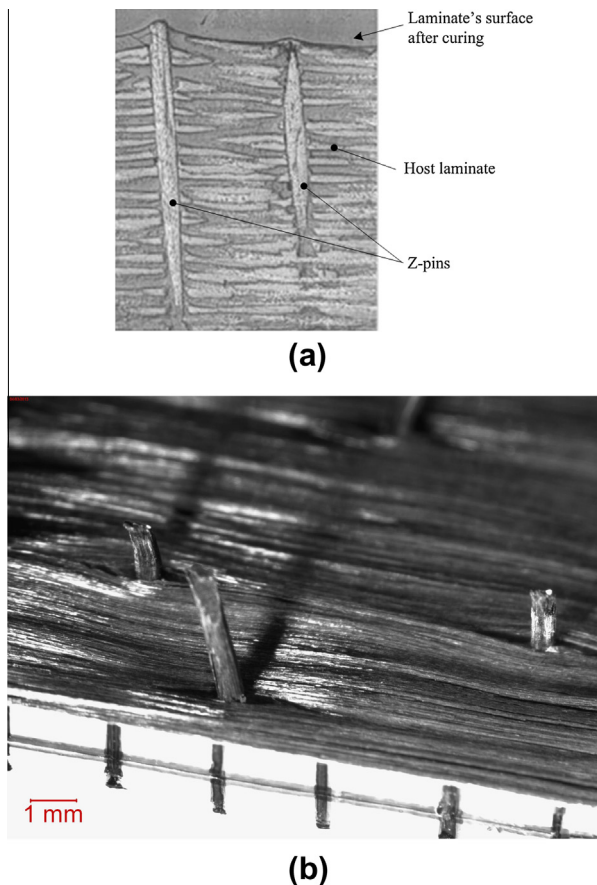 Laminate's surface
after curing
Host laminate
Z-pins
(a)
1 mm
(b)